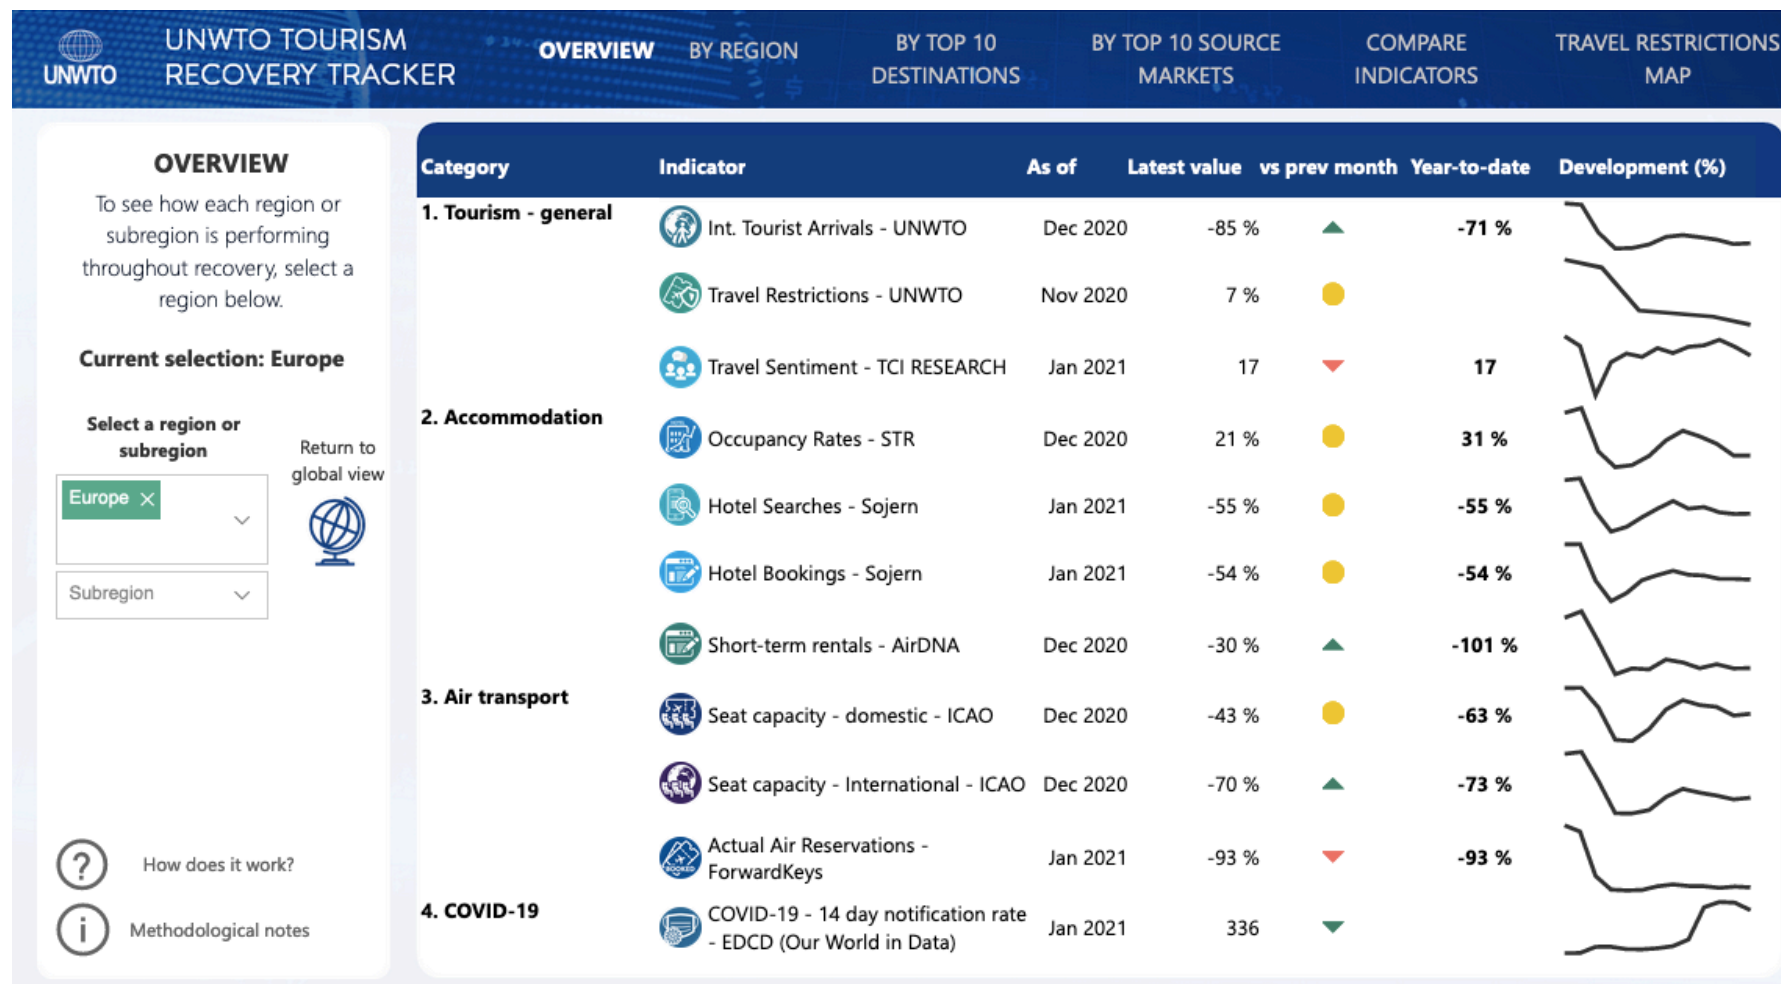 UNWTO
UNWTO TOURISM
RECOVERY TRACKER
OVERVIEW
BY REGION
BY TOP 10
DESTINATIONS
BY TOP 10 SOURCE
MARKETS
COMPARE
INDICATORS
TRAVEL RESTRICTIONS
MAP
OVERVIEW
To see how each region or
subregion is performing
throughout recovery, select a
region below.
Current selection: Europe
Select a region or
subregion
Return to
global view
Europe ×
Subregion
? How does it work?
i Methodological notes
Category Indicator As of Latest value vs prev month Year-to-date Development (%)
1. Tourism - general Int. Tourist Arrivals - UNWTO Dec 2020 -85 % -71 %
Travel Restrictions - UNWTO Nov 2020 7 %
Travel Sentiment - TCI RESEARCH Jan 2021 17 17
2. Accommodation Occupancy Rates - STR Dec 2020 21 % 31 %
Hotel Searches - Sojern Jan 2021 -55 % -55 %
Hotel Bookings - Sojern Jan 2021 -54 % -54 %
Short-term rentals - AirDNA Dec 2020 -30 % -101 %
3. Air transport Seat capacity - domestic - ICAO Dec 2020 -43 % -63 %
Seat capacity - International - ICAO Dec 2020 -70 % -73 %
BOOKED Actual Air Reservations -
ForwardKeys Jan 2021 -93 % -93 %
4. COVID-19 COVID-19 - 14 day notification rate
- EDCD (Our World in Data) Jan 2021 336